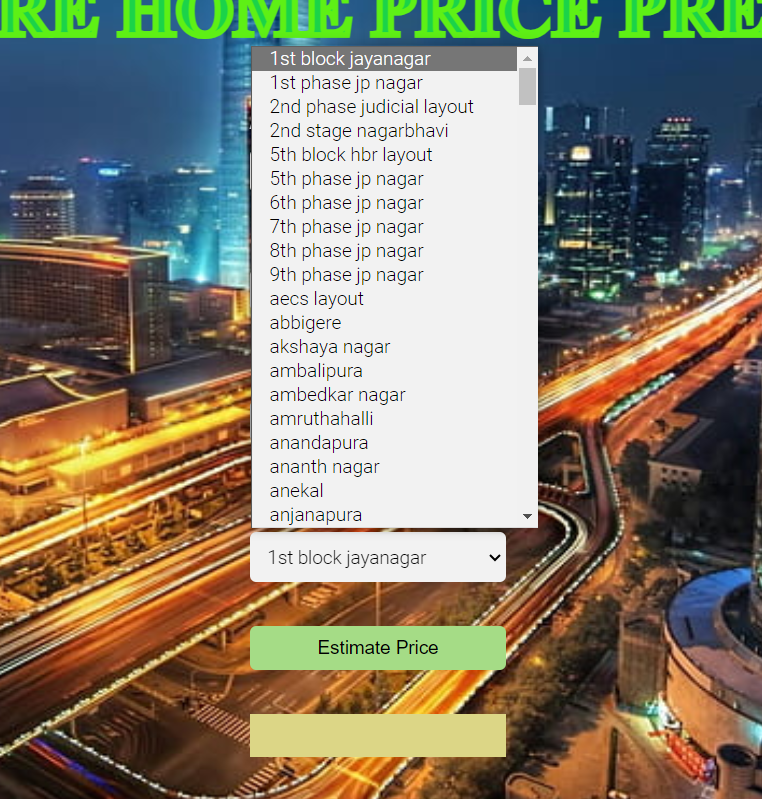 RE HOME PRICE PRE
1st block jayanagar
1st phase jp nagar
2nd phase judicial layout
2nd stage nagarbhavi
5th block hbr layout
5th phase jp nagar
6th phase jp nagar
7th phase jp nagar
8th phase jp nagar
9th phase jp nagar
aecs layout
abbigere
akshaya nagar
ambalipura
ambedkar nagar
amruthahalli
anandapura
ananth nagar
anekal
anjanapura
1st block jayanagar
Estimate Price